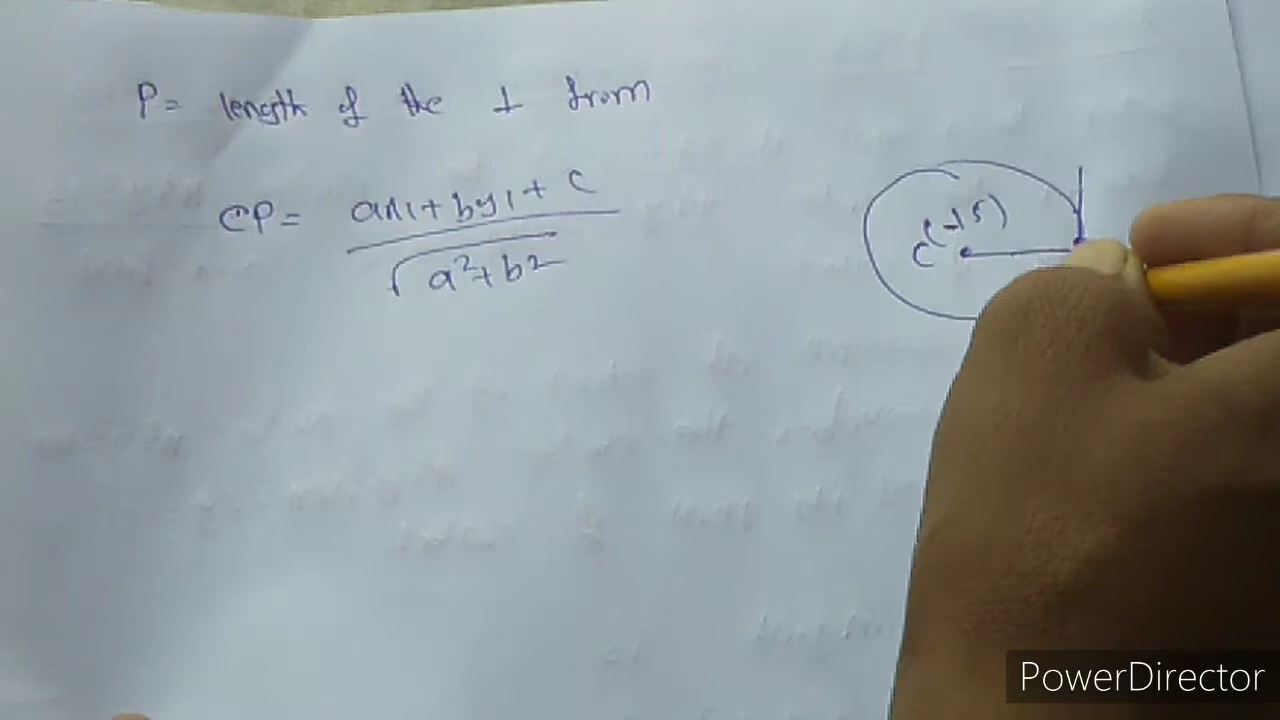 P= length of the ⊥ from
CP= ax1+by1+c
√a²+b²
(-1 5)
C
PowerDirector